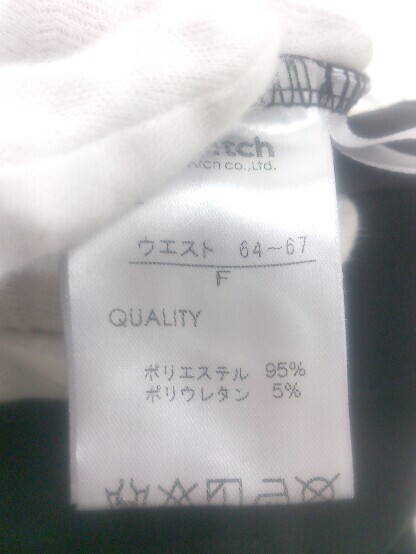 Arch co.,Ltd.
ウエスト 64~67
F
QUALITY
ポリエステル 95%
ポリウレタン 5%